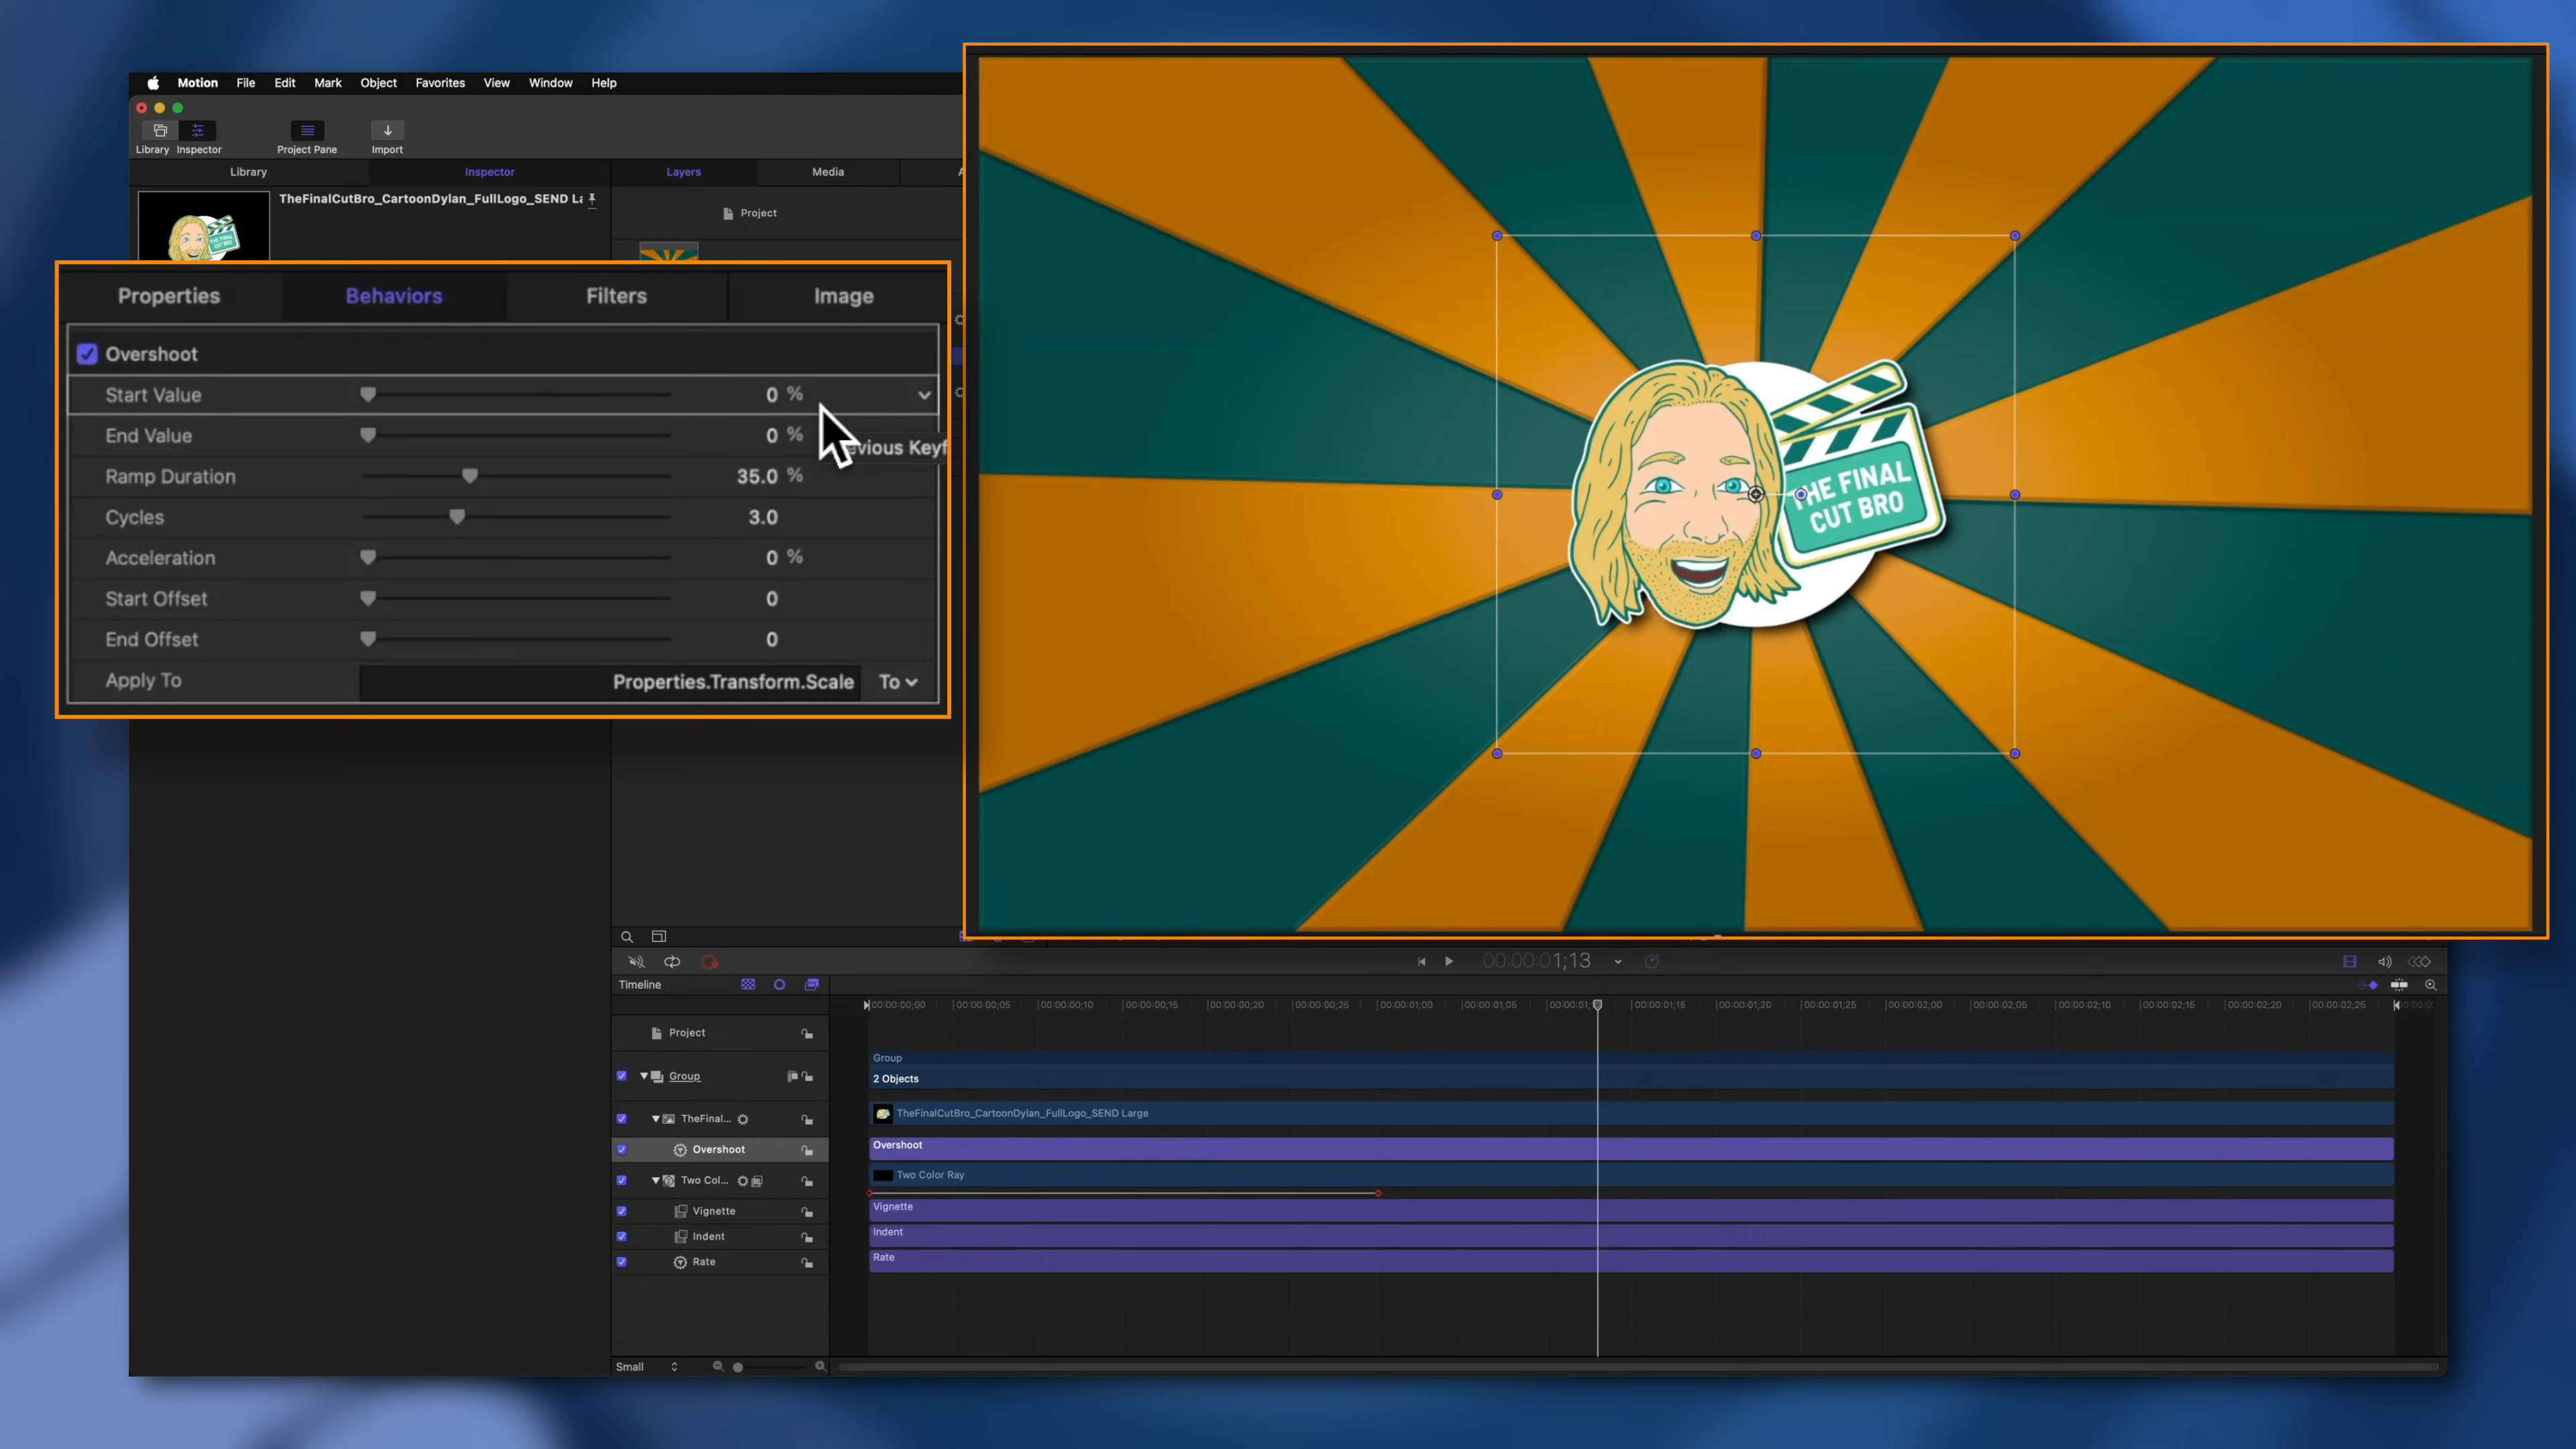 Motion File Edit Mark Object Favorites View Window Help
Library Inspector Project Pane Import
Library Inspector Layers Media
TheFinalCutBro_CartoonDylan_FullLogo_SEND
Project
THE FINAL
CUT BRO
Properties Behaviors Filters Image
Overshoot
Start Value 0 %
End Value 0 %
Ramp Duration 35.0 %
Cycles 3.0
Acceleration 0 %
Start Offset 0
End Offset 0
Apply To Properties.Transform.Scale To
THE FINAL
CUT BRO
00:00:01;13
Timeline
00:00:00;00 00:00:00;05 00:00:00;10 00:00:00;15 00:00:00;20 00:00:00;25 00:00:01;00 00:00:01;05 00:00:01;15 00:00:01;20 00:00:01;25 00:00:02;00 00:00:02;05 00:00:02;10 00:00:02;15 00:00:02;20 00:00:02;25
Project
Group
Group
2 Objects
TheFinal... TheFinalCutBro_CartoonDylan_FullLogo_SEND Large
Overshoot Overshoot
Two Col... Two Color Ray
Vignette Vignette
Indent Indent
Rate Rate
Small